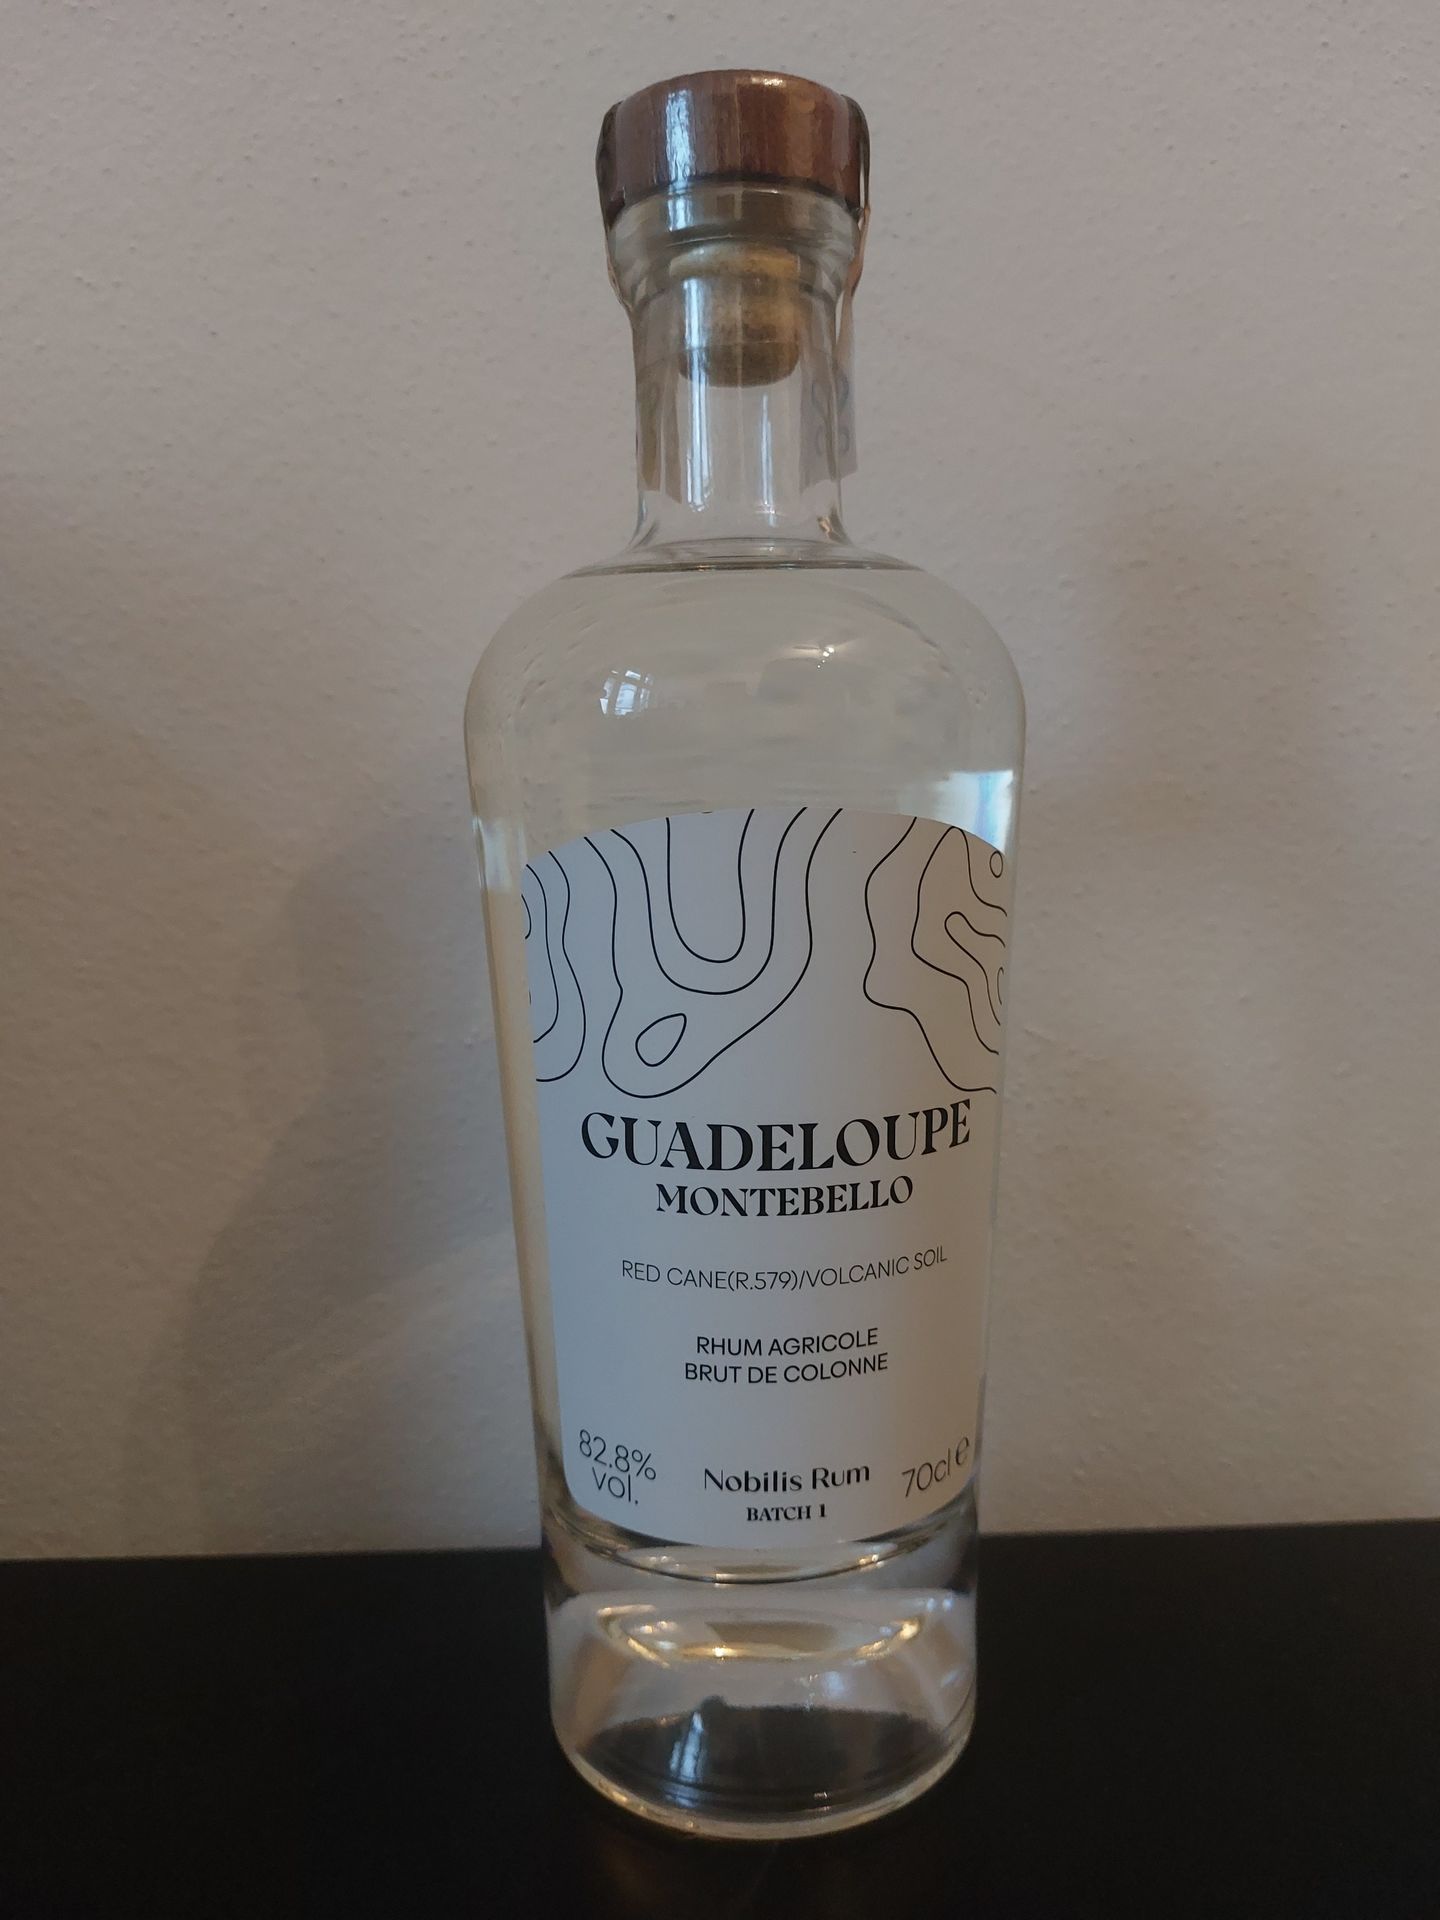 GUADELOUPE
MONTEBELLO
RED CANE(R.579)/VOLCANIC SOIL
RHUM AGRICOLE
BRUT DE COLONNE
82.8%
vol.
Nobilis Rum
BATCH 1
70cl e